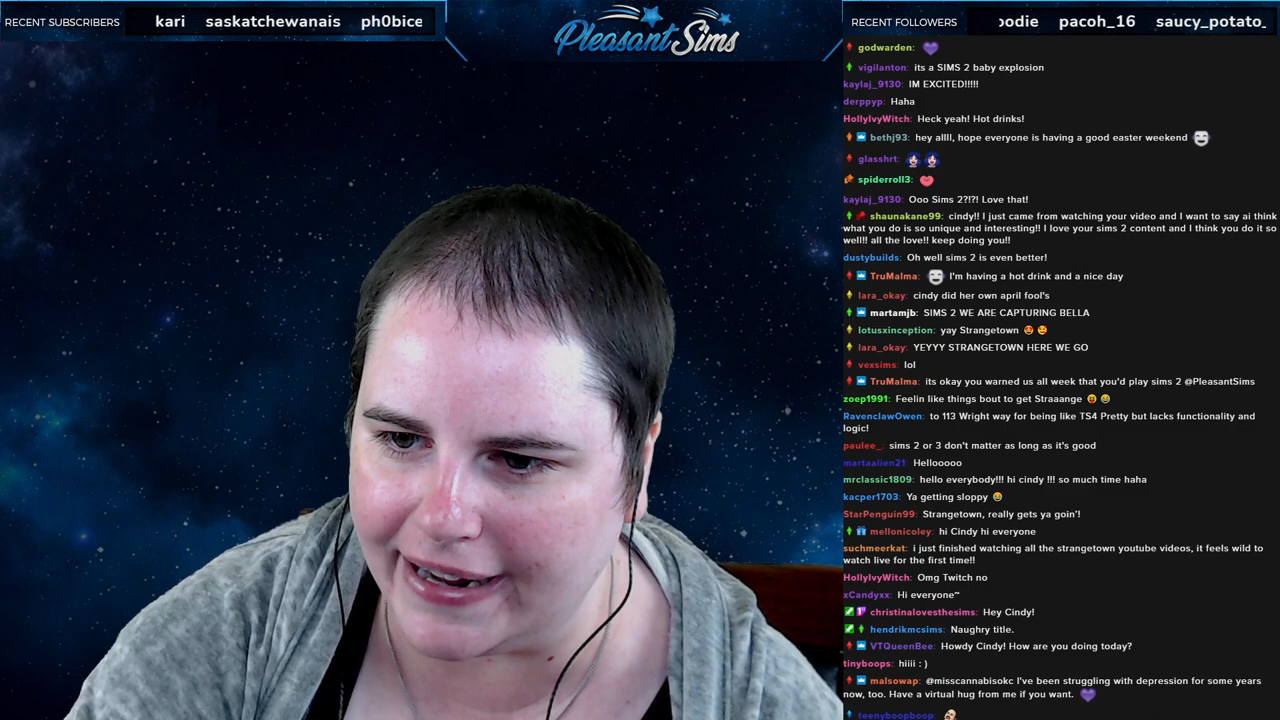 RECENT SUBSCRIBERS kari saskatchewanais ph0bice
PleasantSims
RECENT FOLLOWERS pacoh_16 saucy_potato_
godwarden:
vigilanton: its a SIMS 2 baby explosion
kaylaj_9130: IM EXCITED!!!!!
derppyp: Haha
HollyIvyWitch: Heck yeah! Hot drinks!
bethj93: hey allll, hope everyone is having a good easter weekend
glasshrt:
spiderroll3:
kaylaj_9130: Ooo Sims 2?!?! Love that!
shaunakane99: cindy!! I just came from watching your video and I want to say ai think
what you do is so unique and interesting!! I love your sims 2 content and I think you do it so
well!! all the love!! keep doing you!!
dustybuilds: Oh well sims 2 is even better!
TruMalma: I'm having a hot drink and a nice day
lara_okay: cindy did her own april fool's
martamjb: SIMS 2 WE ARE CAPTURING BELLA
lotusxinception: yay Strangetown
lara_okay: YEYYY STRANGETOWN HERE WE GO
vexsims: lol
TruMalma: its okay you warned us all week that you'd play sims 2 @PleasantSims
zoep1991: Feelin like things bout to get Straaange
RavenclawOwen: to 113 Wright way for being like TS4 Pretty but lacks functionality and
logic!
paulee_: sims 2 or 3 don't matter as long as it's good
martaalien21: Hellooooo
mrclassic1809: hello everybody!!! hi cindy !!! so much time haha
kacper1703: Ya getting sloppy
StarPenguin99: Strangetown, really gets ya goin'!
mellonicoley: hi Cindy hi everyone
suchmeerkat: i just finished watching all the strangetown youtube videos, it feels wild to
watch live for the first time!!
HollyIvyWitch: Omg Twitch no
xCandyxx: Hi everyone~
christinalovesthesims: Hey Cindy!
hendrikmcsims: Naughry title.
VTQueenBee: Howdy Cindy! How are you doing today?
tinyboops: hiiii : )
malsowap: @misscannabisokc I've been struggling with depression for some years
now, too. Have a virtual hug from me if you want.
teenyboopboop: